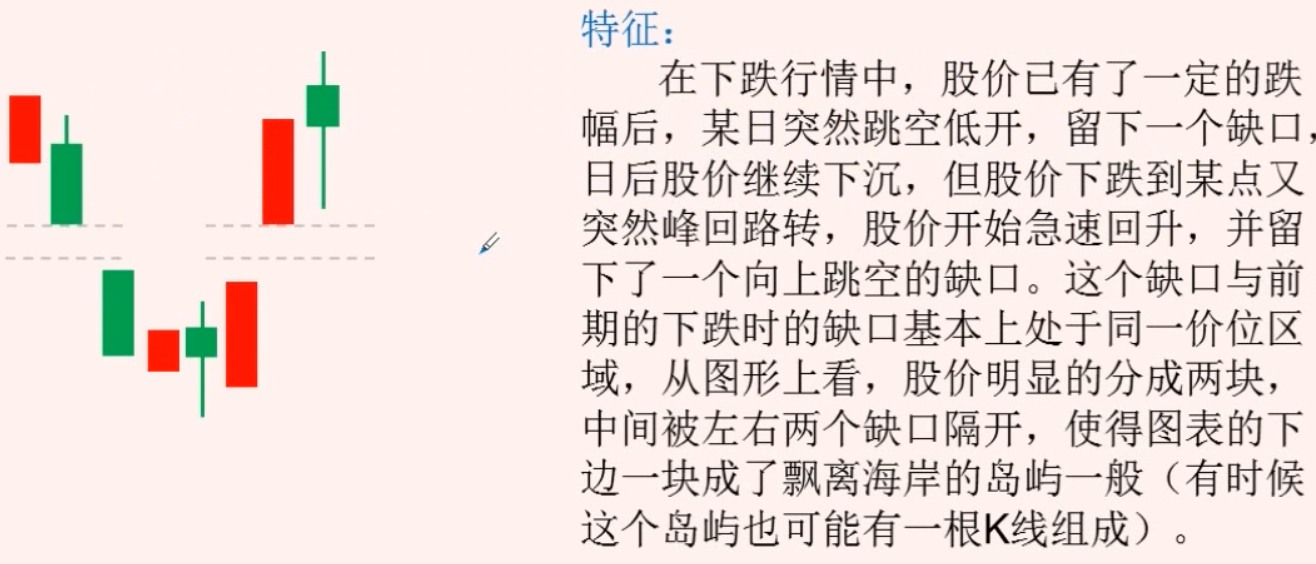 特征：
在下跌行情中，股价已有了一定的跌
幅后，某日突然跳空低开，留下一个缺口，
日后股价继续下沉，但股价下跌到某点又
突然峰回路转，股价开始急速回升，并留
下了一个向上跳空的缺口。这个缺口与前
期的下跌时的缺口基本上处于同一价位区
域，从图形上看，股价明显的分成两块，
中间被左右两个缺口隔开，使得图表的下
边一块成了飘离海岸的岛屿一般（有时候
这个岛屿也可能有一根K线组成）。